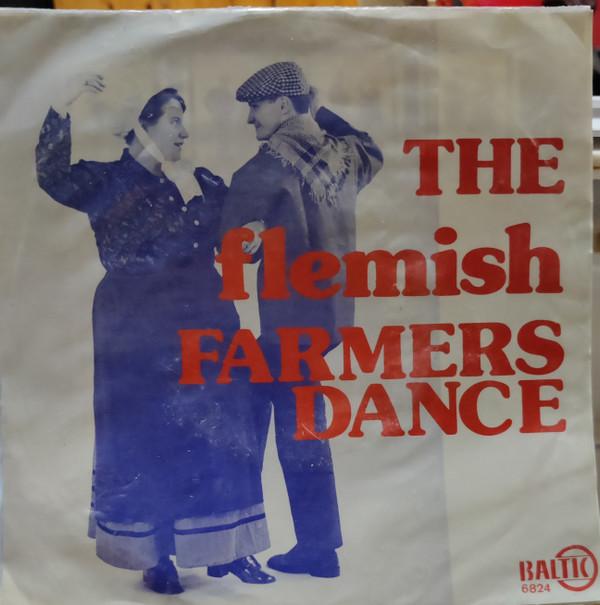 THE
flemish
FARMERS
DANCE
BALTIC
6824